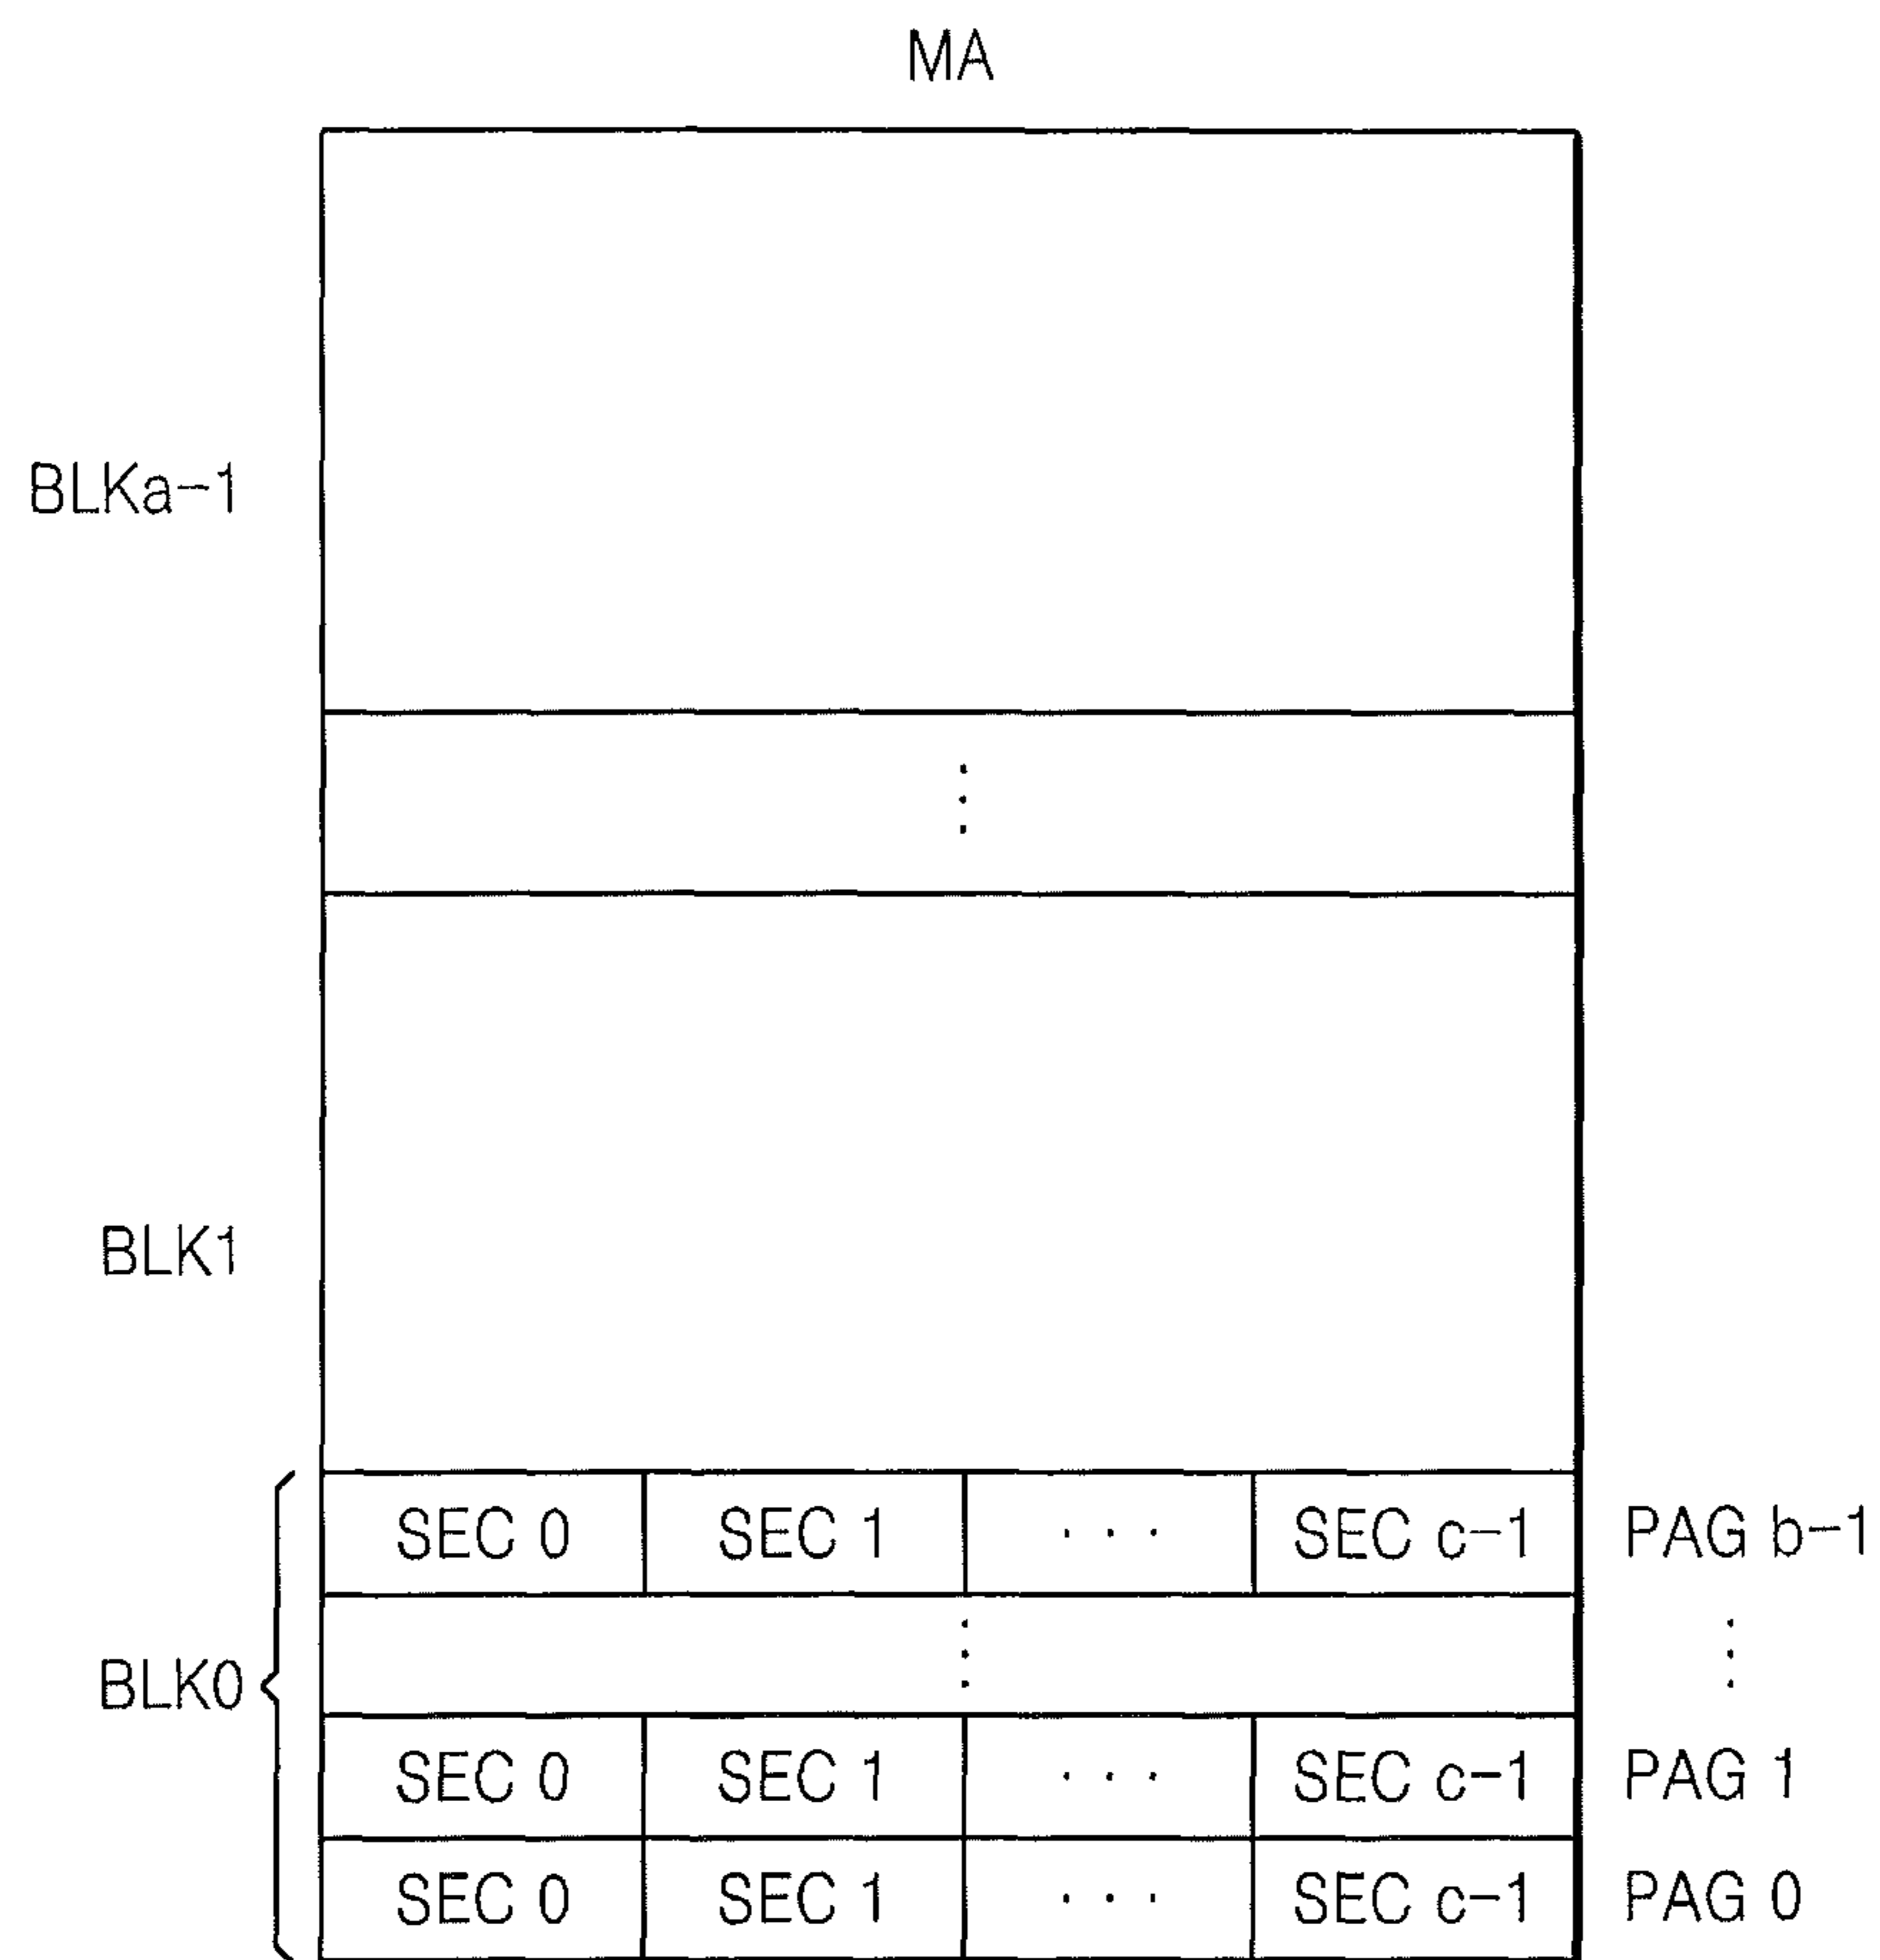 MA
BLKa-1
⋮
BLK1
SEC 0 SEC 1 ... SEC c-1 PAG b-1
⋮ ⋮
BLK0
SEC 0 SEC 1 ... SEC c-1 PAG 1
SEC 0 SEC 1 ... SEC c-1 PAG 0